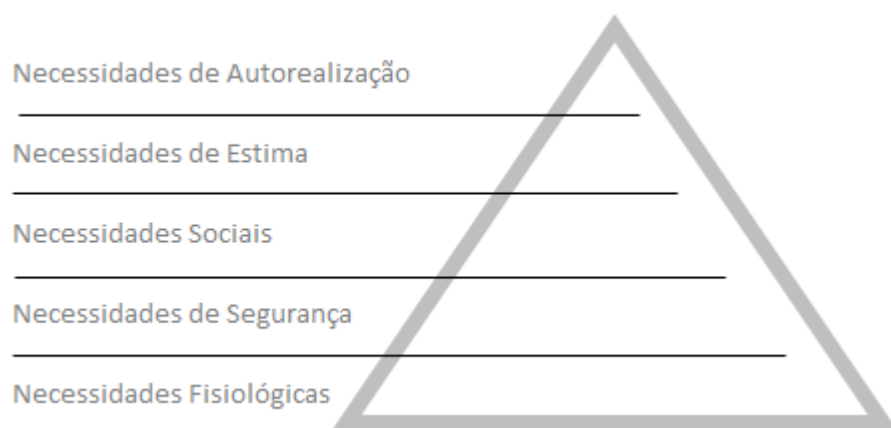 Necessidades de Autorealização
Necessidades de Estima
Necessidades Sociais
Necessidades de Segurança
Necessidades Fisiológicas